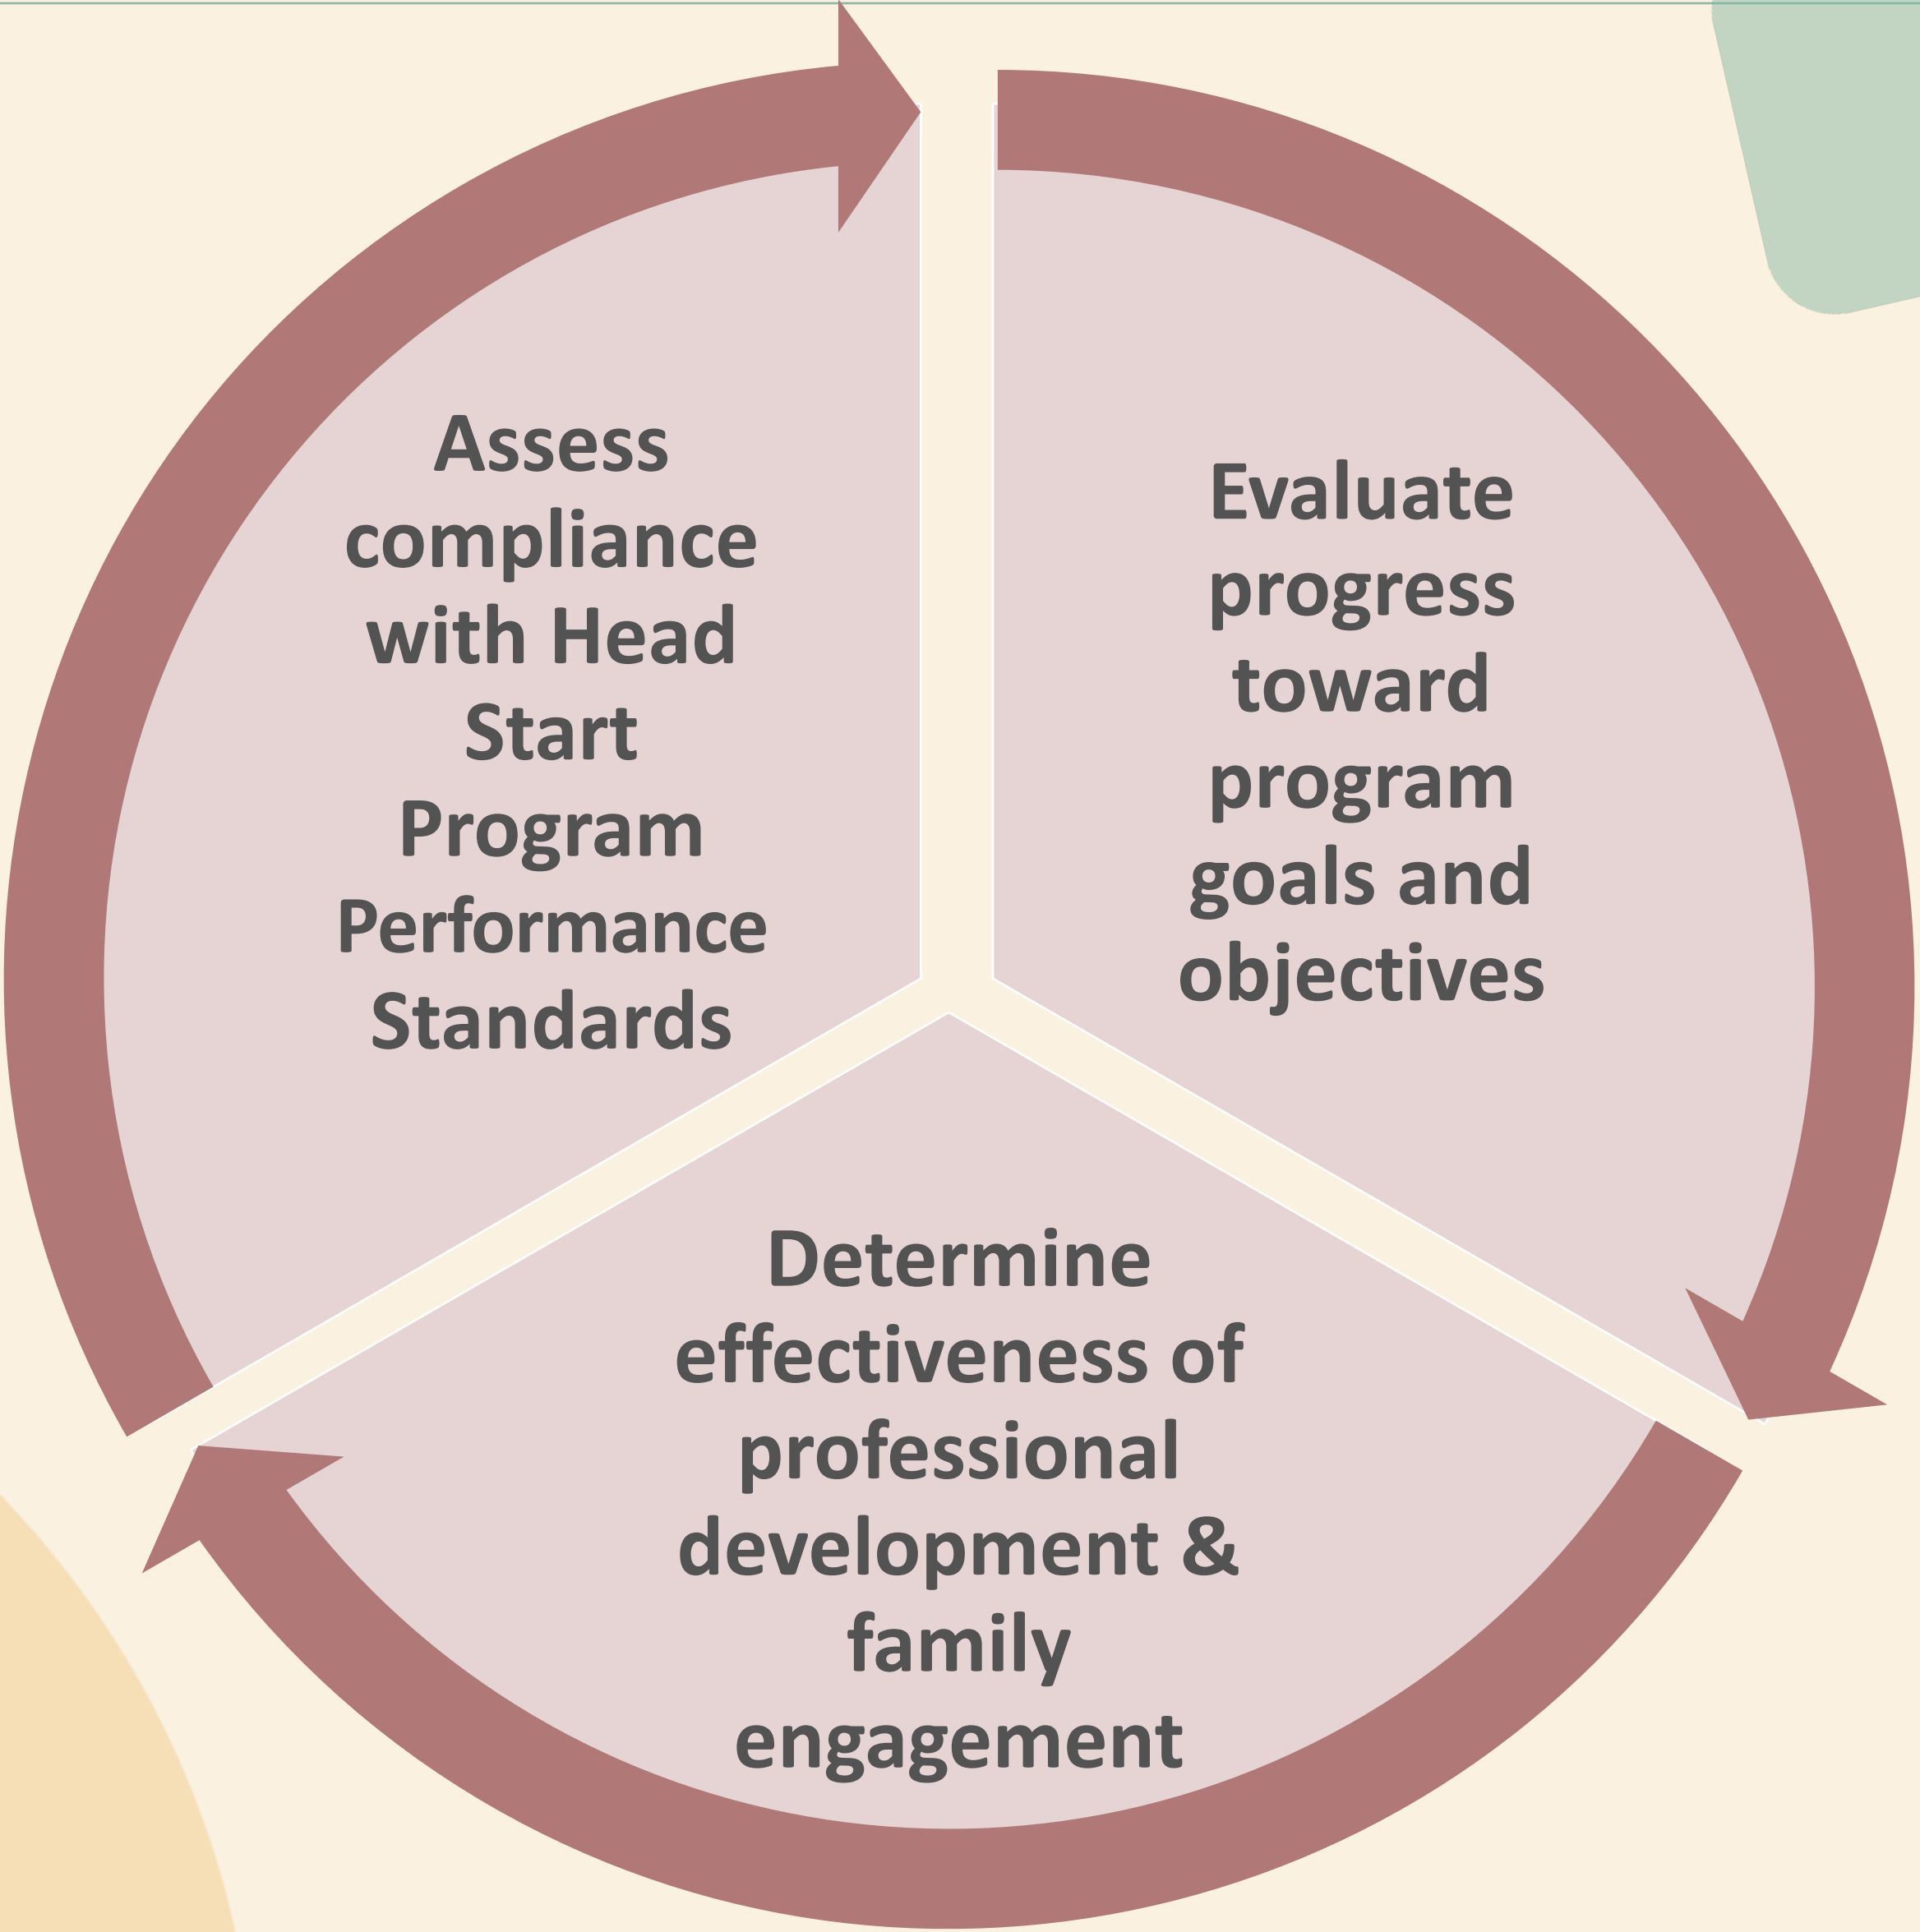 Assess
compliance
with Head
Start
Program
Performance
Standards
Evaluate
progress
toward
program
goals and
objectives
Determine
effectiveness of
professional
development &
family
engagement